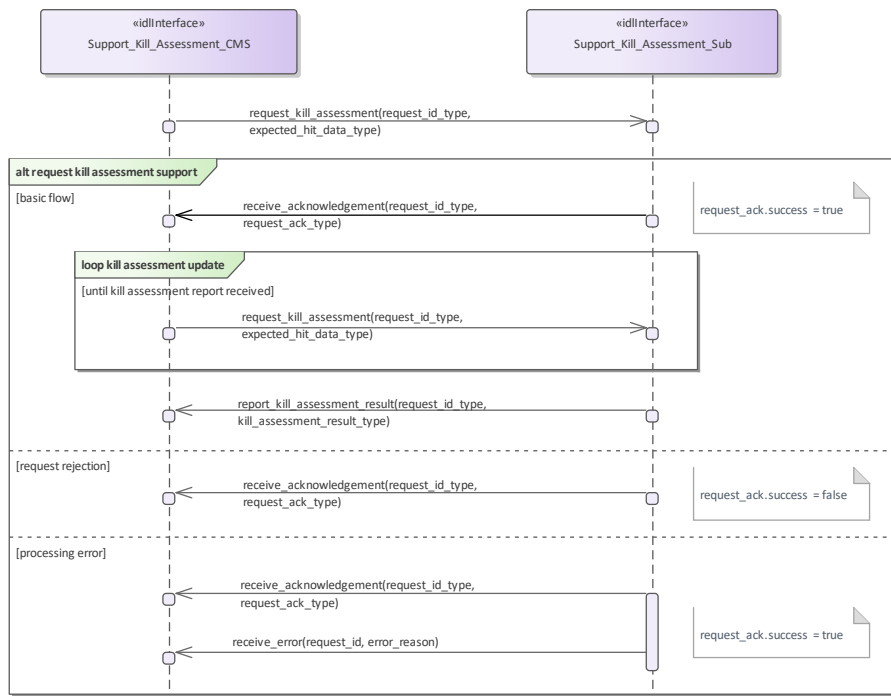 «idlInterface»
Support_Kill_Assessment_CMS
«idlInterface»
Support_Kill_Assessment_Sub
request_kill_assessment(request_id_type,
expected_hit_data_type)
alt request kill assessment support
[basic flow]
receive_acknowledgement(request_id_type,
request_ack_type)
request_ack.success = true
loop kill assessment update
[until kill assessment report received]
request_kill_assessment(request_id_type,
expected_hit_data_type)
report_kill_assessment_result(request_id_type,
kill_assessment_result_type)
[request rejection]
receive_acknowledgement(request_id_type,
request_ack_type)
request_ack.success = false
[processing error]
receive_acknowledgement(request_id_type,
request_ack_type)
receive_error(request_id, error_reason)
request_ack.success = true